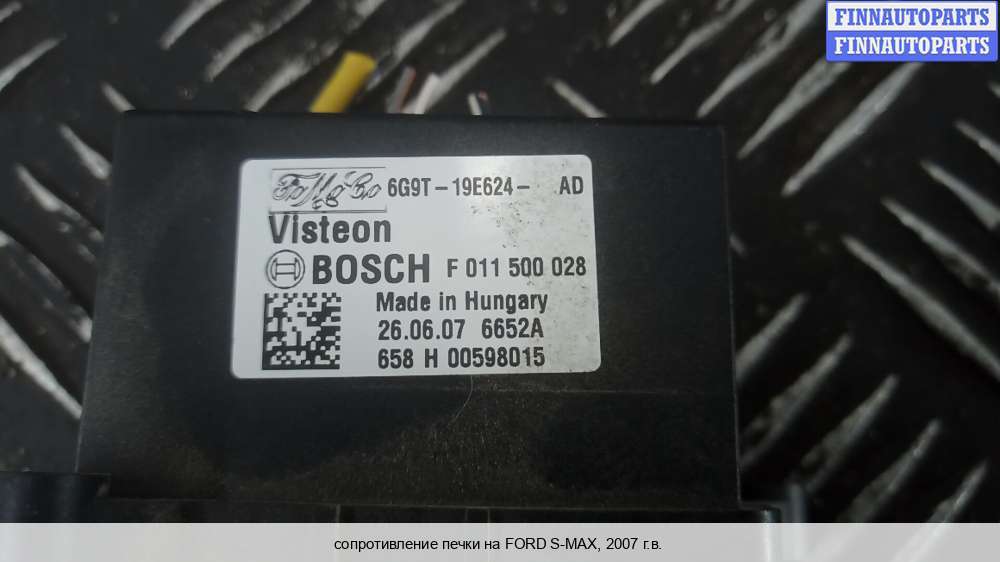 FINNAUTOPARTS
FINNAUTOPARTS
FoMoCo 6G9T-19E624- AD
Visteon
BOSCH F 011 500 028
Made in Hungary
26.06.07 6652A
658 H 00598015
сопротивление печки на FORD S-MAX, 2007 г.в.